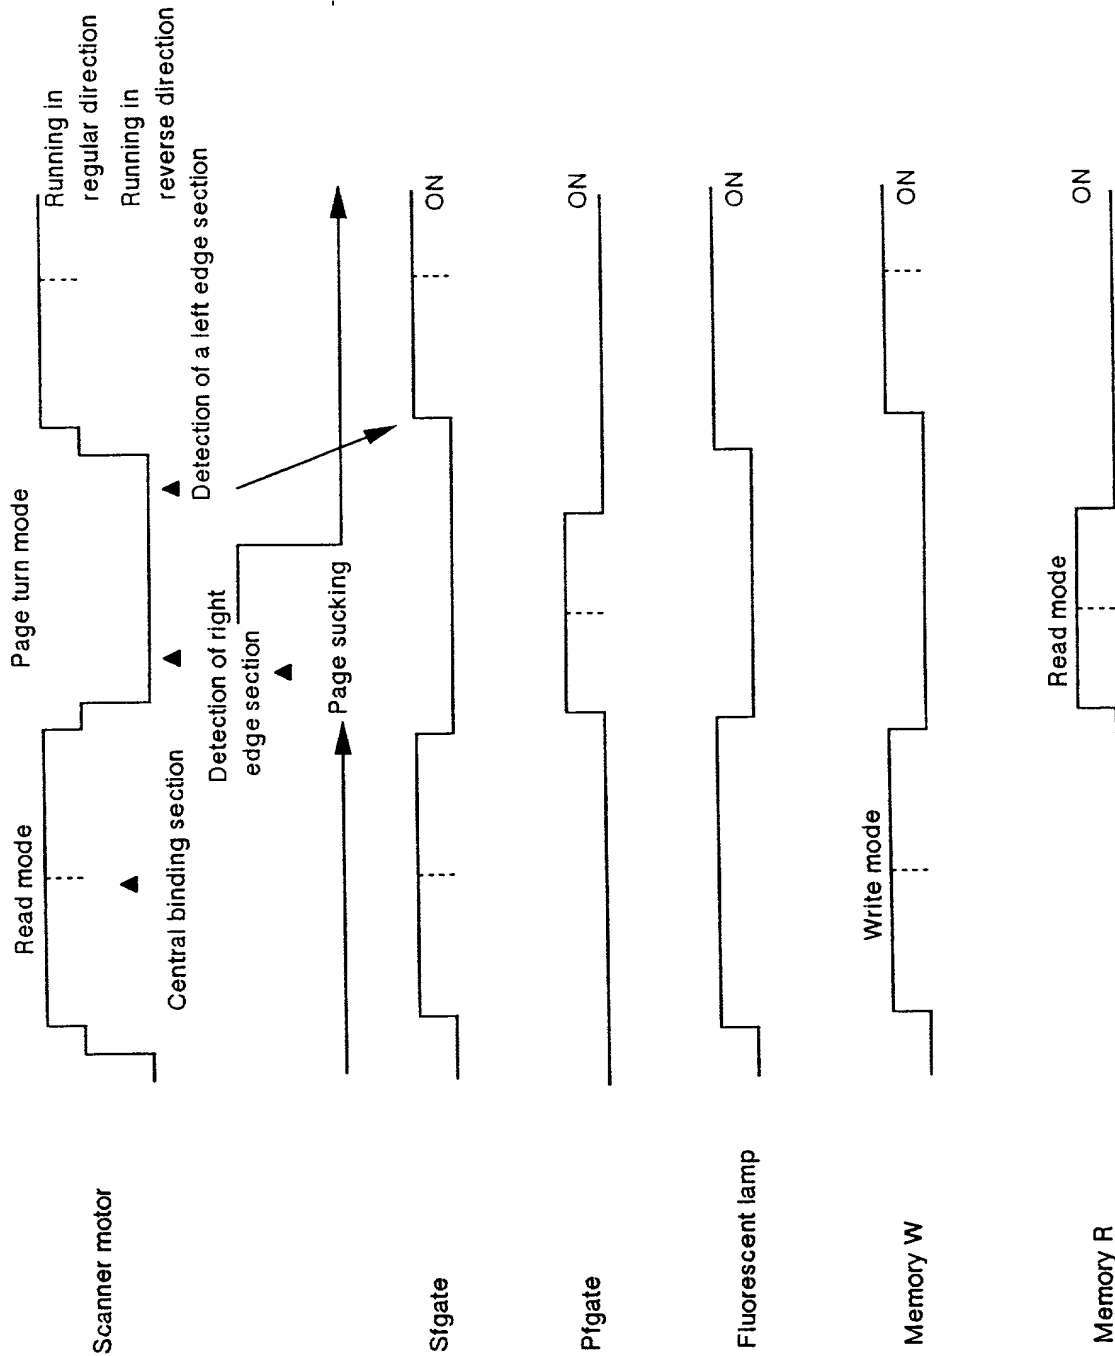 Scanner motor
Read mode
Page turn mode
Running in
regular direction
Running in
reverse direction
Central binding section
Detection of right
edge section
Detection of a left edge section
Page sucking
Sfgate
ON
Pfgate
ON
Fluorescent lamp
ON
Memory W
Write mode
ON
Memory R
Read mode
ON